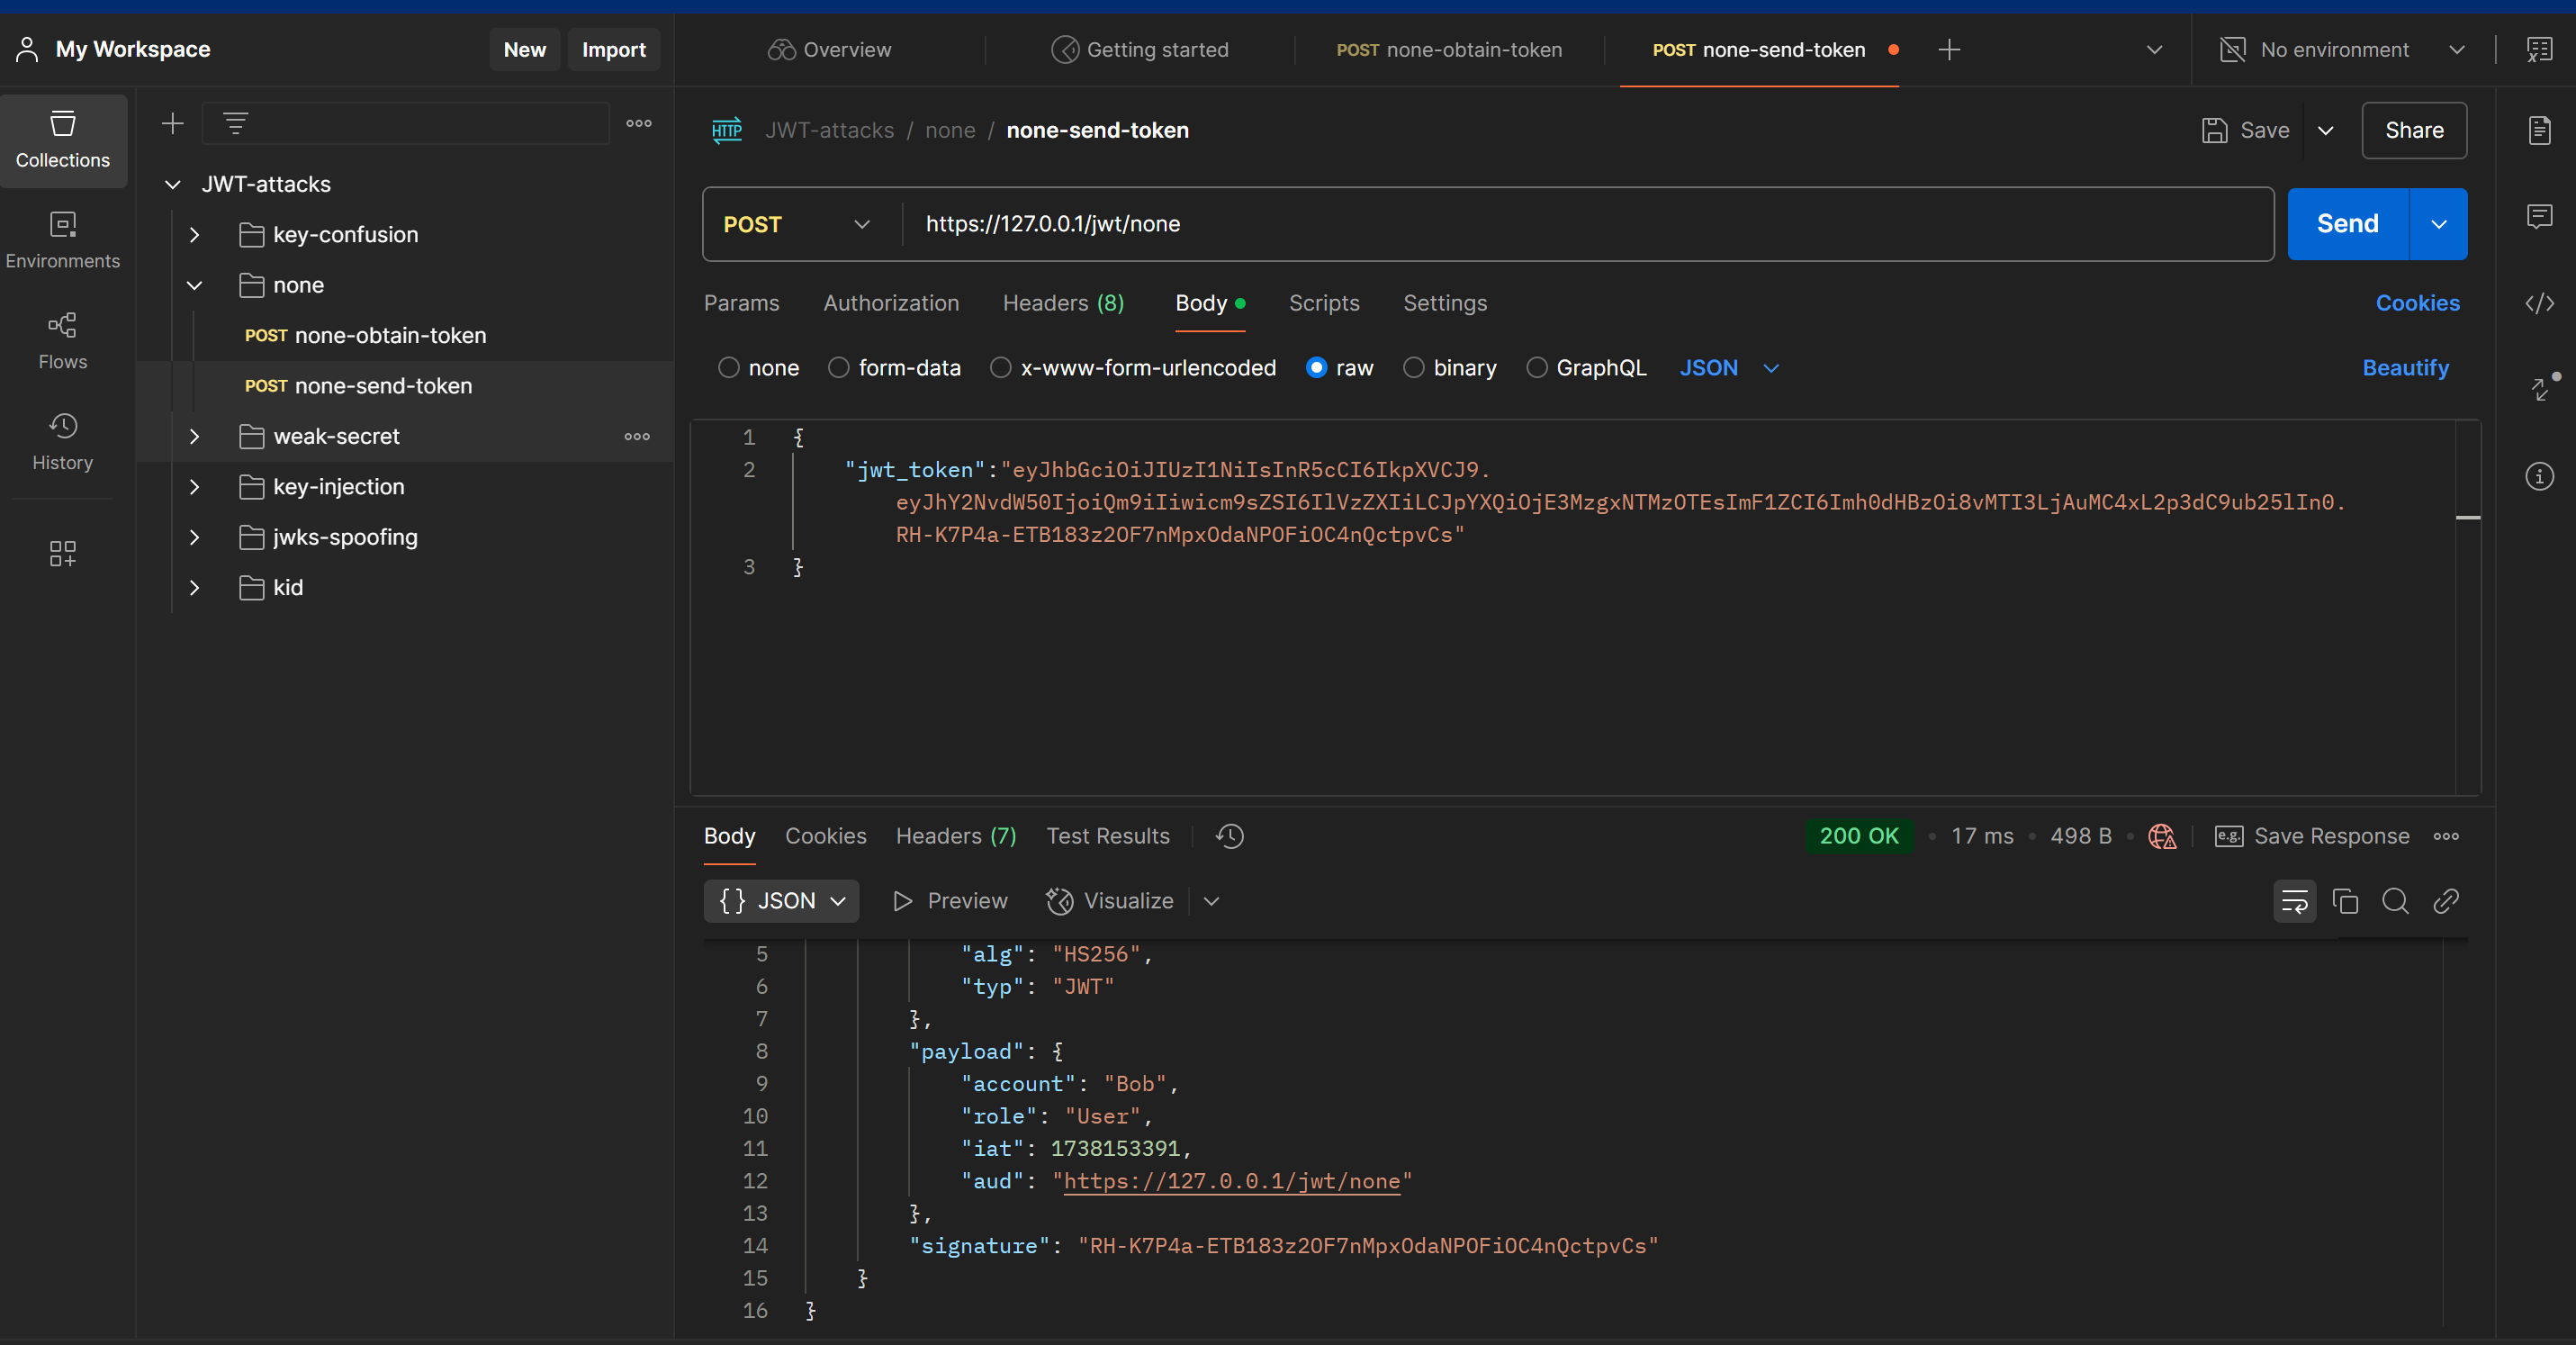 My Workspace
New
Import
Overview
Getting started
POST none-obtain-token
POST none-send-token
No environment
Collections
Environments
Flows
History
JWT-attacks
key-confusion
none
POST none-obtain-token
POST none-send-token
weak-secret
key-injection
jwks-spoofing
kid
HTTP JWT-attacks / none / none-send-token
Save
Share
POST
https://127.0.0.1/jwt/none
Send
Params Authorization Headers (8) Body Scripts Settings
Cookies
none form-data x-www-form-urlencoded raw binary GraphQL JSON
Beautify
1 {
2 "jwt_token":"eyJhbGciOiJIUzI1NiIsInR5cCI6IkpXVCJ9.
eyJhY2NvdW50IjoiQm9iIiwicm9sZSI6IlVzZXIiLCJpYXQiOjE3MzgxNTMzOTEsImF1ZCI6Imh0dHBzOi8vMTI3LjAuMC4xL2p3dC9ub25lIn0.
RH-K7P4a-ETB183z2OF7nMpxOdaNPOFiOC4nQctpvCs"
3 }
Body Cookies Headers (7) Test Results
200 OK • 17 ms • 498 B •
e.g. Save Response
{} JSON
Preview
Visualize
5 "alg": "HS256",
6 "typ": "JWT"
7 },
8 "payload": {
9 "account": "Bob",
10 "role": "User",
11 "iat": 1738153391,
12 "aud": "https://127.0.0.1/jwt/none"
13 },
14 "signature": "RH-K7P4a-ETB183z2OF7nMpxOdaNPOFiOC4nQctpvCs"
15 }
16 }